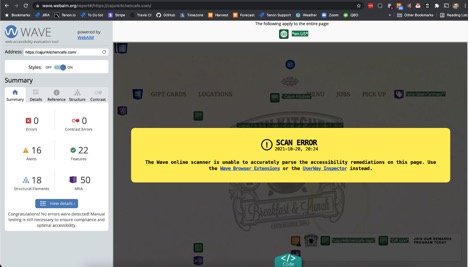 wave.webaim.org/report#/https://cajunkitchencafe.com/
Jira
Tenon.io
To Do list
Stripe
Travis CI
GitHub
Timezones
Harvest
Forecast
Tenon Support
Weather
Zoom
QBO
Other Bookmarks
Reading List
WAVE
web accessibility evaluation tool
powered by
WebAIM
The following apply to the entire page:
Address: https://cajunkitchencafe.com/
Styles: OFF ON
Summary
Summary Details Reference Structure Contrast
0
Errors
0
Contrast Errors
16
Alerts
22
Features
18
Structural Elements
50
ARIA
View details ›
Congratulations! No errors were detected! Manual
testing is still necessary to ensure compliance and
optimal accessibility.
GIFT CARDS LOCATIONS MENU JOBS PICK UP
SCAN ERROR
2021-10-20, 20:24
The Wave online scanner is unable to accurately parse the accessibility remediations on this page. Use
the Wave Browser Extensions or the UserWay Inspector instead.
Breakfast & Lunch
JOIN OUR REWARDS
PROGRAM TODAY
</>
Code